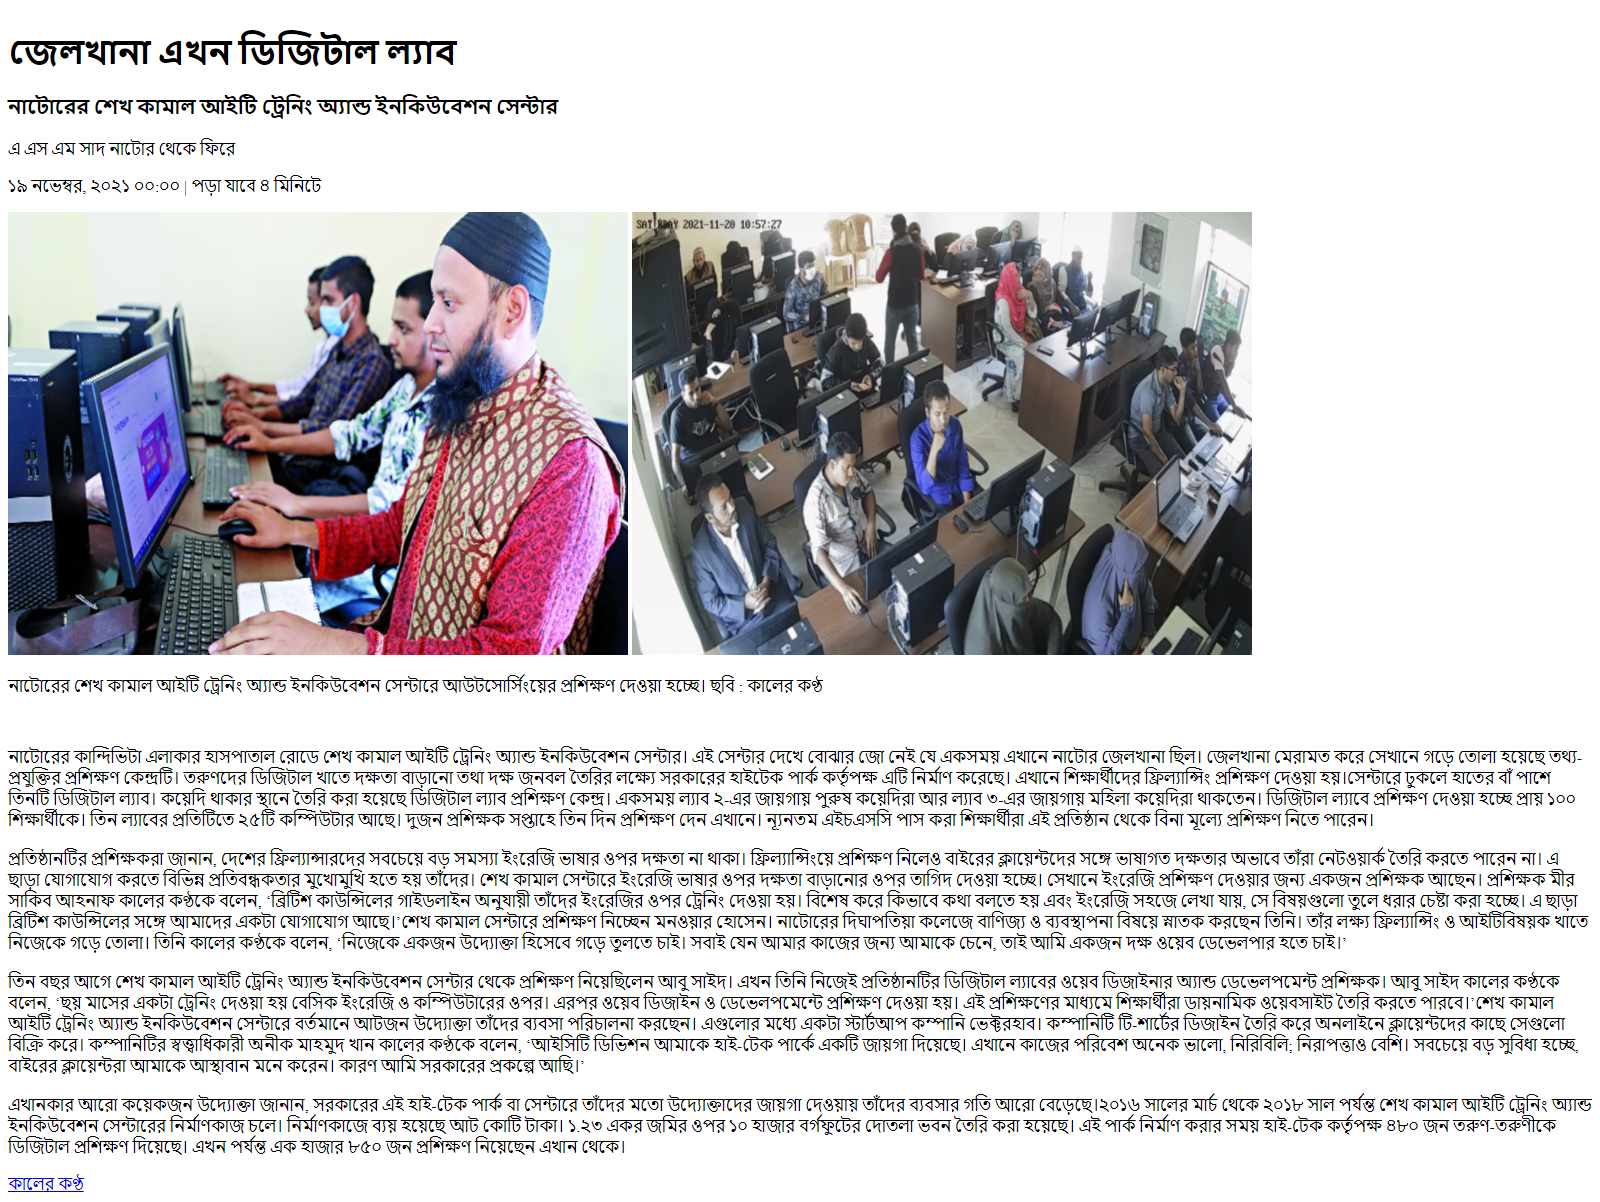 জেলখানা এখন ডিজিটাল ল্যাব
নাটোরের শেখ কামাল আইটি ট্রেনিং অ্যান্ড ইনকিউবেশন সেন্টার
এ এস এম সাদ নাটোর থেকে ফিরে
১৯ নভেম্বর, ২০২১ ০০:০০ | পড়া যাবে ৪ মিনিটে
SATURDAY 2021-11-20 10:57:27
নাটোরের শেখ কামাল আইটি ট্রেনিং অ্যান্ড ইনকিউবেশন সেন্টারে আউটসোর্সিংয়ের প্রশিক্ষণ দেওয়া হচ্ছে। ছবি : কালের কণ্ঠ
নাটোরের কান্দিভিটা এলাকার হাসপাতাল রোডে শেখ কামাল আইটি ট্রেনিং অ্যান্ড ইনকিউবেশন সেন্টার। এই সেন্টার দেখে বোঝার জো নেই যে একসময় এখানে নাটোর জেলখানা ছিল। জেলখানা মেরামত করে সেখানে গড়ে তোলা হয়েছে তথ্য-
প্রযুক্তির প্রশিক্ষণ কেন্দ্রটি। তরুণদের ডিজিটাল খাতে দক্ষতা বাড়ানো তথা দক্ষ জনবল তৈরির লক্ষ্যে সরকারের হাইটেক পার্ক কর্তৃপক্ষ এটি নির্মাণ করেছে। এখানে শিক্ষার্থীদের ফ্রিল্যান্সিং প্রশিক্ষণ দেওয়া হয়।সেন্টারে ঢুকলে হাতের বাঁ পাশে
তিনটি ডিজিটাল ল্যাব। কয়েদি থাকার স্থানে তৈরি করা হয়েছে ডিজিটাল ল্যাব প্রশিক্ষণ কেন্দ্র। একসময় ল্যাব ২-এর জায়গায় পুরুষ কয়েদিরা আর ল্যাব ৩-এর জায়গায় মহিলা কয়েদিরা থাকতেন। ডিজিটাল ল্যাবে প্রশিক্ষণ দেওয়া হচ্ছে প্রায় ১০০
শিক্ষার্থীকে। তিন ল্যাবের প্রতিটিতে ২৫টি কম্পিউটার আছে। দুজন প্রশিক্ষক সপ্তাহে তিন দিন প্রশিক্ষণ দেন এখানে। ন্যূনতম এইচএসসি পাস করা শিক্ষার্থীরা এই প্রতিষ্ঠান থেকে বিনা মূল্যে প্রশিক্ষণ নিতে পারেন।
প্রতিষ্ঠানটির প্রশিক্ষকরা জানান, দেশের ফ্রিল্যান্সারদের সবচেয়ে বড় সমস্যা ইংরেজি ভাষার ওপর দক্ষতা না থাকা। ফ্রিল্যান্সিংয়ে প্রশিক্ষণ নিলেও বাইরের ক্লায়েন্টদের সঙ্গে ভাষাগত দক্ষতার অভাবে তাঁরা নেটওয়ার্ক তৈরি করতে পারেন না। এ
ছাড়া যোগাযোগ করতে বিভিন্ন প্রতিবন্ধকতার মুখোমুখি হতে হয় তাঁদের। শেখ কামাল সেন্টারে ইংরেজি ভাষার ওপর দক্ষতা বাড়ানোর ওপর তাগিদ দেওয়া হচ্ছে। সেখানে ইংরেজি প্রশিক্ষণ দেওয়ার জন্য একজন প্রশিক্ষক আছেন। প্রশিক্ষক মীর
সাকিব আহনাফ কালের কণ্ঠকে বলেন, ‘ব্রিটিশ কাউন্সিলের গাইডলাইন অনুযায়ী তাঁদের ইংরেজির ওপর ট্রেনিং দেওয়া হয়। বিশেষ করে কিভাবে কথা বলতে হয় এবং ইংরেজি সহজে লেখা যায়, সে বিষয়গুলো তুলে ধরার চেষ্টা করা হচ্ছে। এ ছাড়া
ব্রিটিশ কাউন্সিলের সঙ্গে আমাদের একটা যোগাযোগ আছে।’শেখ কামাল সেন্টারে প্রশিক্ষণ নিচ্ছেন মনওয়ার হোসেন। নাটোরের দিঘাপতিয়া কলেজে বাণিজ্য ও ব্যবস্থাপনা বিষয়ে স্নাতক করছেন তিনি। তাঁর লক্ষ্য ফ্রিল্যান্সিং ও আইটিবিষয়ক খাতে
নিজেকে গড়ে তোলা। তিনি কালের কণ্ঠকে বলেন, ‘নিজেকে একজন উদ্যোক্তা হিসেবে গড়ে তুলতে চাই। সবাই যেন আমার কাজের জন্য আমাকে চেনে, তাই আমি একজন দক্ষ ওয়েব ডেভেলপার হতে চাই।’
তিন বছর আগে শেখ কামাল আইটি ট্রেনিং অ্যান্ড ইনকিউবেশন সেন্টার থেকে প্রশিক্ষণ নিয়েছিলেন আবু সাইদ। এখন তিনি নিজেই প্রতিষ্ঠানটির ডিজিটাল ল্যাবের ওয়েব ডিজাইনার অ্যান্ড ডেভেলপমেন্ট প্রশিক্ষক। আবু সাইদ কালের কণ্ঠকে
বলেন, ‘ছয় মাসের একটা ট্রেনিং দেওয়া হয় বেসিক ইংরেজি ও কম্পিউটারের ওপর। এরপর ওয়েব ডিজাইন ও ডেভেলপমেন্টে প্রশিক্ষণ দেওয়া হয়। এই প্রশিক্ষণের মাধ্যমে শিক্ষার্থীরা ডায়নামিক ওয়েবসাইট তৈরি করতে পারবে।’শেখ কামাল
আইটি ট্রেনিং অ্যান্ড ইনকিউবেশন সেন্টারে বর্তমানে আটজন উদ্যোক্তা তাঁদের ব্যবসা পরিচালনা করছেন। এগুলোর মধ্যে একটা স্টার্টআপ কম্পানি ভেক্টরহাব। কম্পানিটি টি-শার্টের ডিজাইন তৈরি করে অনলাইনে ক্লায়েন্টদের কাছে সেগুলো
বিক্রি করে। কম্পানিটির স্বত্বাধিকারী অনীক মাহমুদ খান কালের কণ্ঠকে বলেন, ‘আইসিটি ডিভিশন আমাকে হাই-টেক পার্কে একটি জায়গা দিয়েছে। এখানে কাজের পরিবেশ অনেক ভালো, নিরিবিলি; নিরাপত্তাও বেশি। সবচেয়ে বড় সুবিধা হচ্ছে,
বাইরের ক্লায়েন্টরা আমাকে আস্থাবান মনে করেন। কারণ আমি সরকারের প্রকল্পে আছি।’
এখানকার আরো কয়েকজন উদ্যোক্তা জানান, সরকারের এই হাই-টেক পার্ক বা সেন্টারে তাঁদের মতো উদ্যোক্তাদের জায়গা দেওয়ায় তাঁদের ব্যবসার গতি আরো বেড়েছে।২০১৬ সালের মার্চ থেকে ২০১৮ সাল পর্যন্ত শেখ কামাল আইটি ট্রেনিং অ্যান্ড
ইনকিউবেশন সেন্টারের নির্মাণকাজ চলে। নির্মাণকাজে ব্যয় হয়েছে আট কোটি টাকা। ১.২৩ একর জমির ওপর ১০ হাজার বর্গফুটের দোতলা ভবন তৈরি করা হয়েছে। এই পার্ক নির্মাণ করার সময় হাই-টেক কর্তৃপক্ষ ৪৮০ জন তরুণ-তরুণীকে
ডিজিটাল প্রশিক্ষণ দিয়েছে। এখন পর্যন্ত এক হাজার ৮৫০ জন প্রশিক্ষণ নিয়েছেন এখান থেকে।
কালের কণ্ঠ